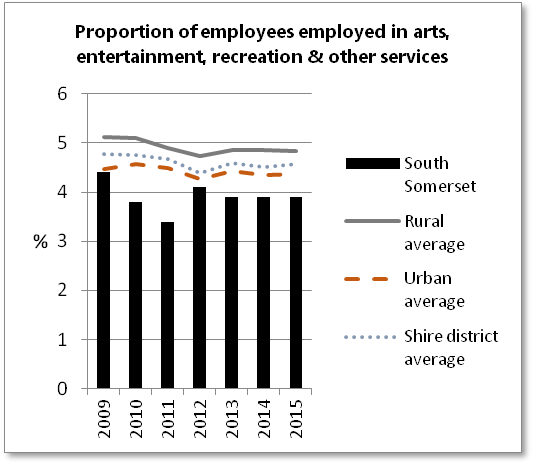 Proportion of employees employed in arts,
entertainment, recreation & other services
6
5
4
3
2
1
0
%
2009
2010
2011
2012
2013
2014
2015
South
Somerset
Rural
average
Urban
average
Shire district
average